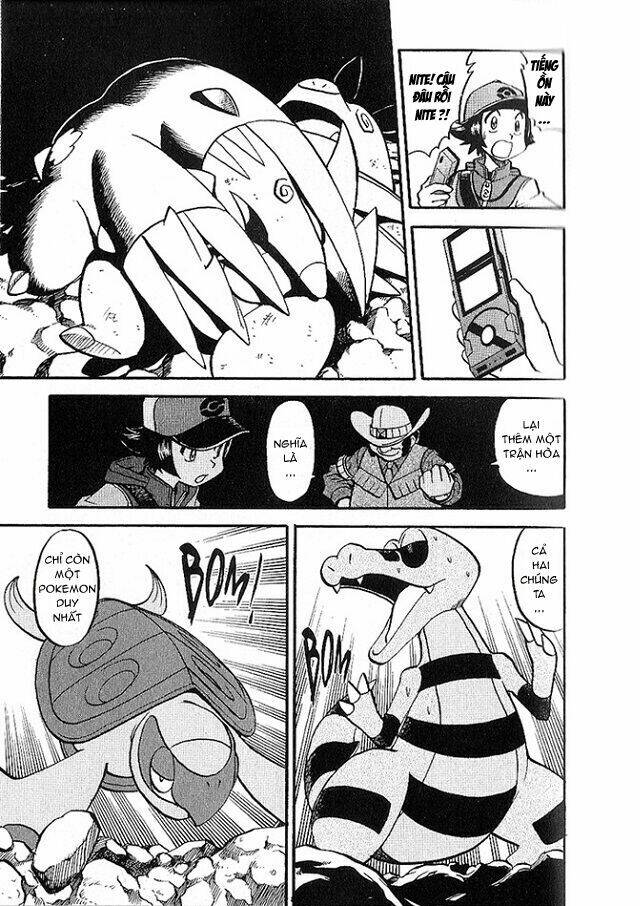 TIẾNG
ỒN
NÀY
...
NITE! CẬU
ĐÂU RỒI
NITE ?!
LẠI
THÊM MỘT
TRẬN HÒA
...
NGHĨA
LÀ
...
CẢ
HAI
CHÚNG
TA
...
BOM
CHỈ CÒN
MỘT
POKEMON
DUY
NHẤT
BOM!